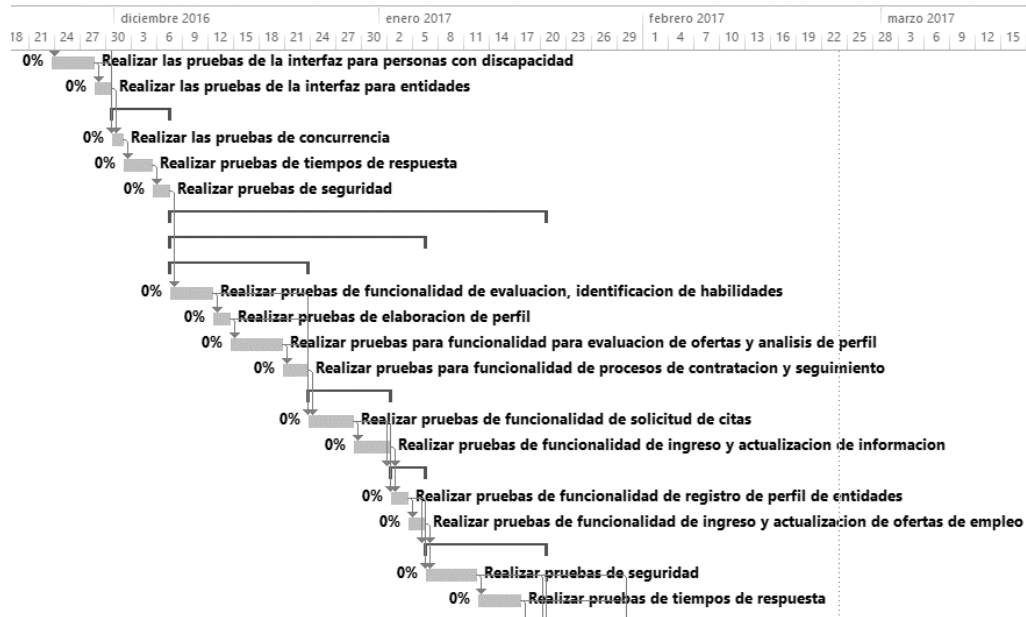 diciembre 2016 enero 2017 febrero 2017 marzo 2017
18 21 24 27 30 3 6 9 12 15 18 21 24 27 30 2 5 8 11 14 17 20 23 26 29 1 4 7 10 13 16 19 22 25 28 3 6 9 12 15
0% Realizar las pruebas de la interfaz para personas con discapacidad
0% Realizar las pruebas de la interfaz para entidades
0% Realizar las pruebas de concurrencia
0% Realizar pruebas de tiempos de respuesta
0% Realizar pruebas de seguridad
0% Realizar pruebas de funcionalidad de evaluacion, identificacion de habilidades
0% Realizar pruebas de elaboracion de perfil
0% Realizar pruebas para funcionalidad para evaluacion de ofertas y analisis de perfil
0% Realizar pruebas para funcionalidad de procesos de contratacion y seguimiento
0% Realizar pruebas de funcionalidad de solicitud de citas
0% Realizar pruebas de funcionalidad de ingreso y actualizacion de informacion
0% Realizar pruebas de funcionalidad de registro de perfil de entidades
0% Realizar pruebas de funcionalidad de ingreso y actualizacion de ofertas de empleo
0% Realizar pruebas de seguridad
0% Realizar pruebas de tiempos de respuesta